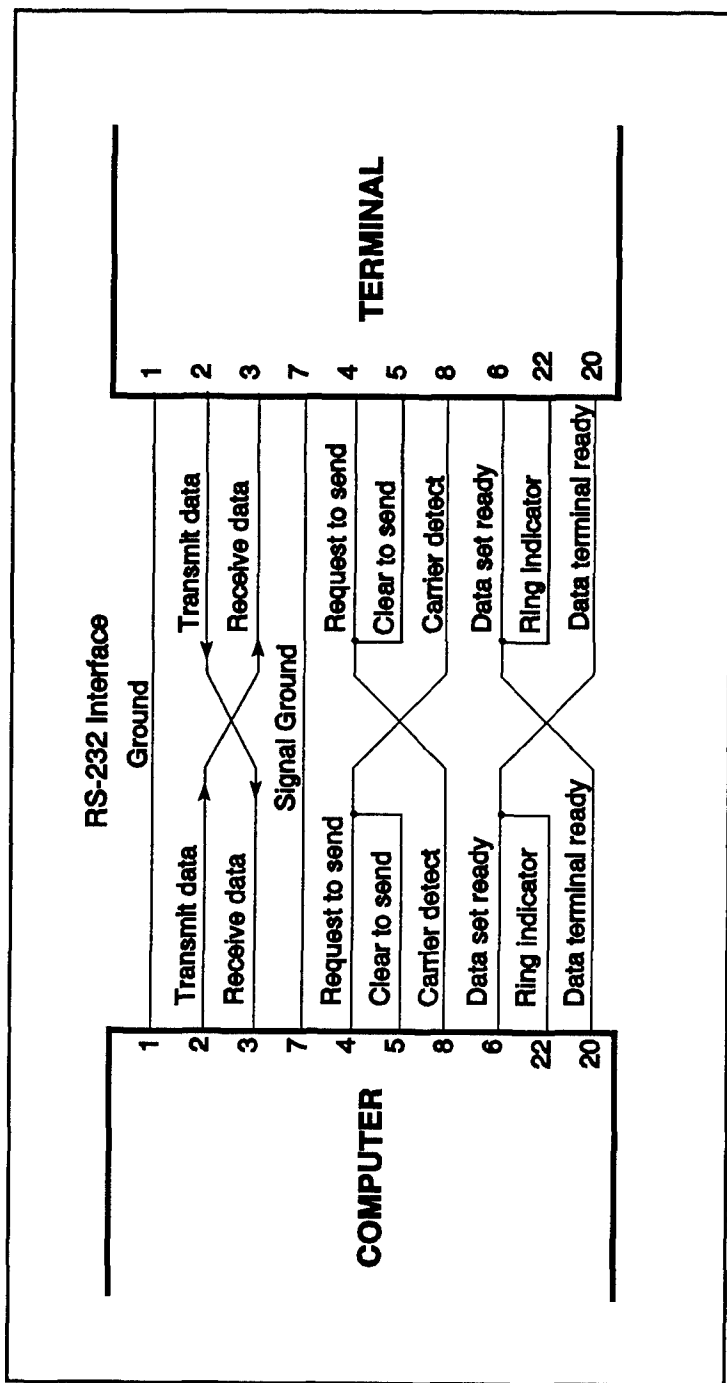 RS-232 Interface
Ground
1 1
2 Transmit data Transmit data 2
3 Receive data Receive data 3
Signal Ground
7 7
4 Request to send Request to send 4
5 Clear to send Clear to send 5
8 Carrier detect Carrier detect 8
6 Data set ready Data set ready 6
22 Ring indicator Ring indicator 22
20 Data terminal ready Data terminal ready 20
COMPUTER
TERMINAL